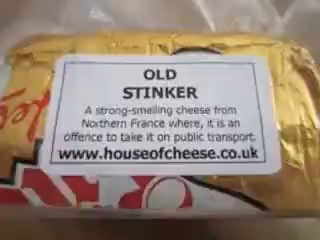 OLD
STINKER
A strong-smelling cheese from
Northern France where, it is an
offence to take it on public transport.
www.houseofcheese.co.uk